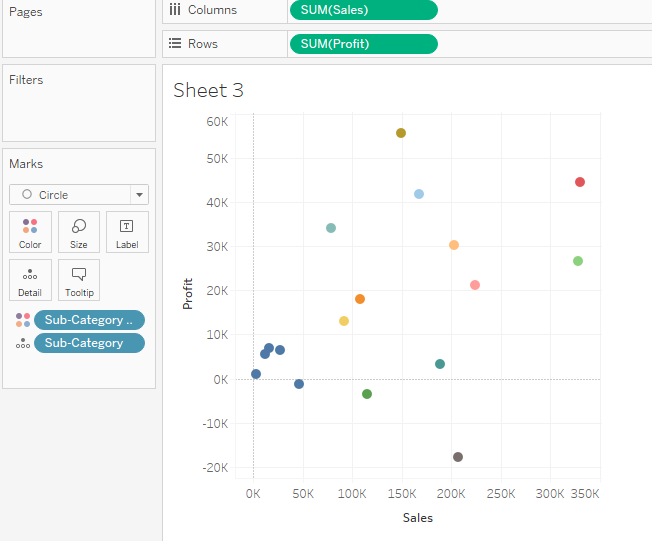 Pages
Columns
SUM(Sales)
Rows
SUM(Profit)
Filters
Marks
Circle
Color
Size
Label
Detail
Tooltip
Sub-Category ..
Sub-Category
Sheet 3
60K
50K
40K
30K
20K
10K
0K
-10K
-20K
Profit
0K 50K 100K 150K 200K 250K 300K 350K
Sales